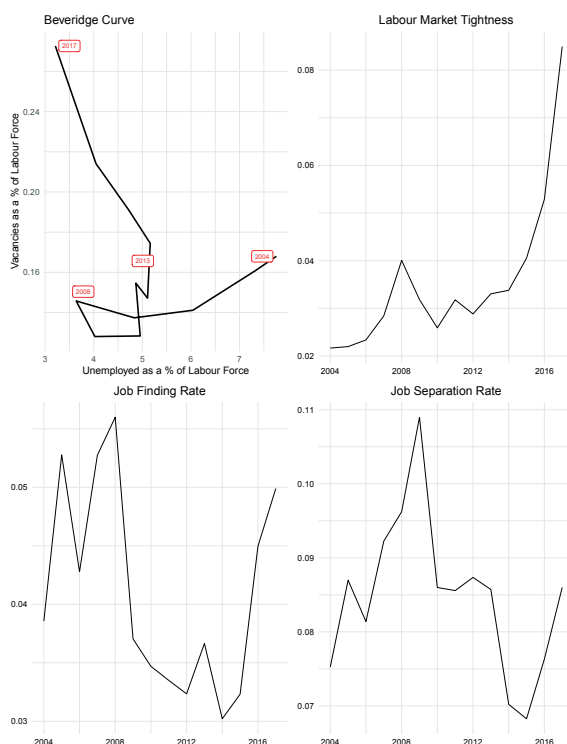 Beveridge Curve
Vacancies as a % of Labour Force
0.24
0.20
0.16
2017
2004
2013
2008
3 4 5 6 7
Unemployed as a % of Labour Force
Labour Market Tightness
0.08
0.06
0.04
0.02
2004 2008 2012 2016
Job Finding Rate
0.05
0.04
0.03
2004 2008 2012 2016
Job Separation Rate
0.11
0.10
0.09
0.08
0.07
2004 2008 2012 2016